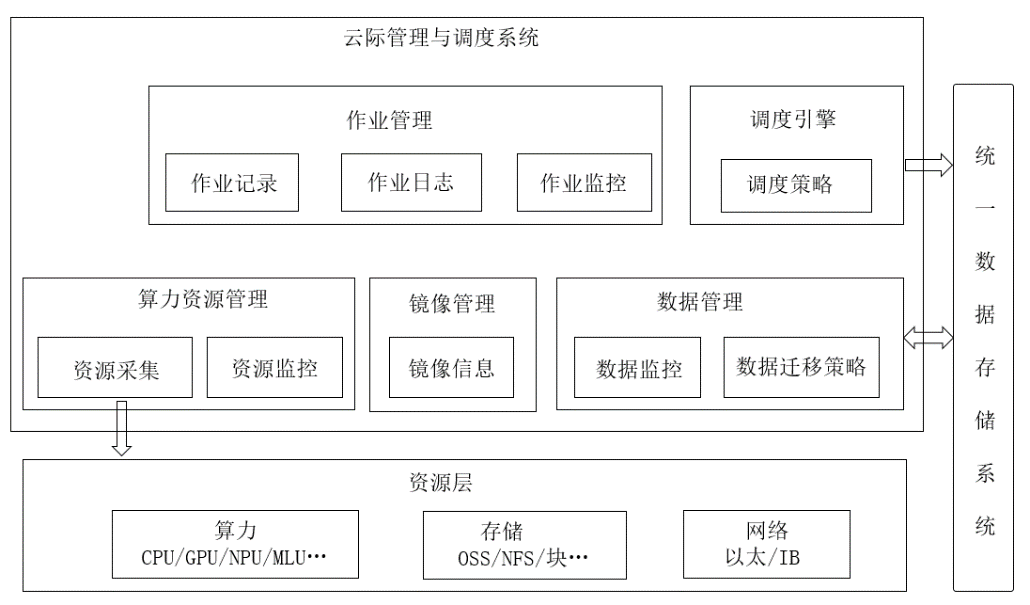 云际管理与调度系统
作业管理
作业记录
作业日志
作业监控
调度引擎
调度策略
算力资源管理
资源采集
资源监控
镜像管理
镜像信息
数据管理
数据监控
数据迁移策略
资源层
算力
CPU/GPU/NPU/MLU…
存储
OSS/NFS/块…
网络
以太/IB
统一数据存储系统